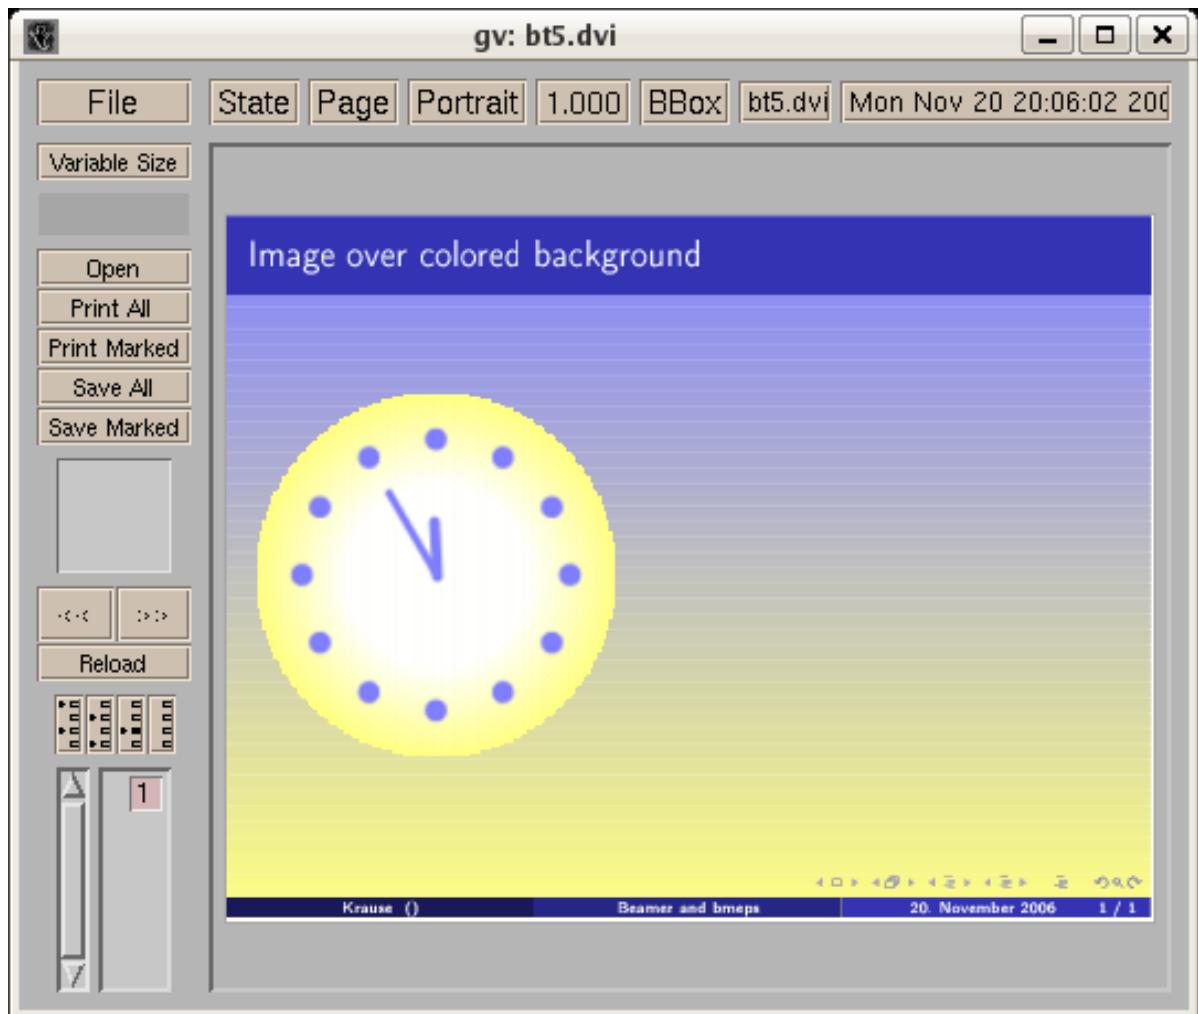 gv: bt5.dvi
File State Page Portrait 1.000 BBox bt5.dvi Mon Nov 20 20:06:02 200
Variable Size
Open
Print All
Print Marked
Save All
Save Marked
<< >>
Reload
1
Image over colored background
Krause () Beamer and bmeps 20. November 2006 1 / 1